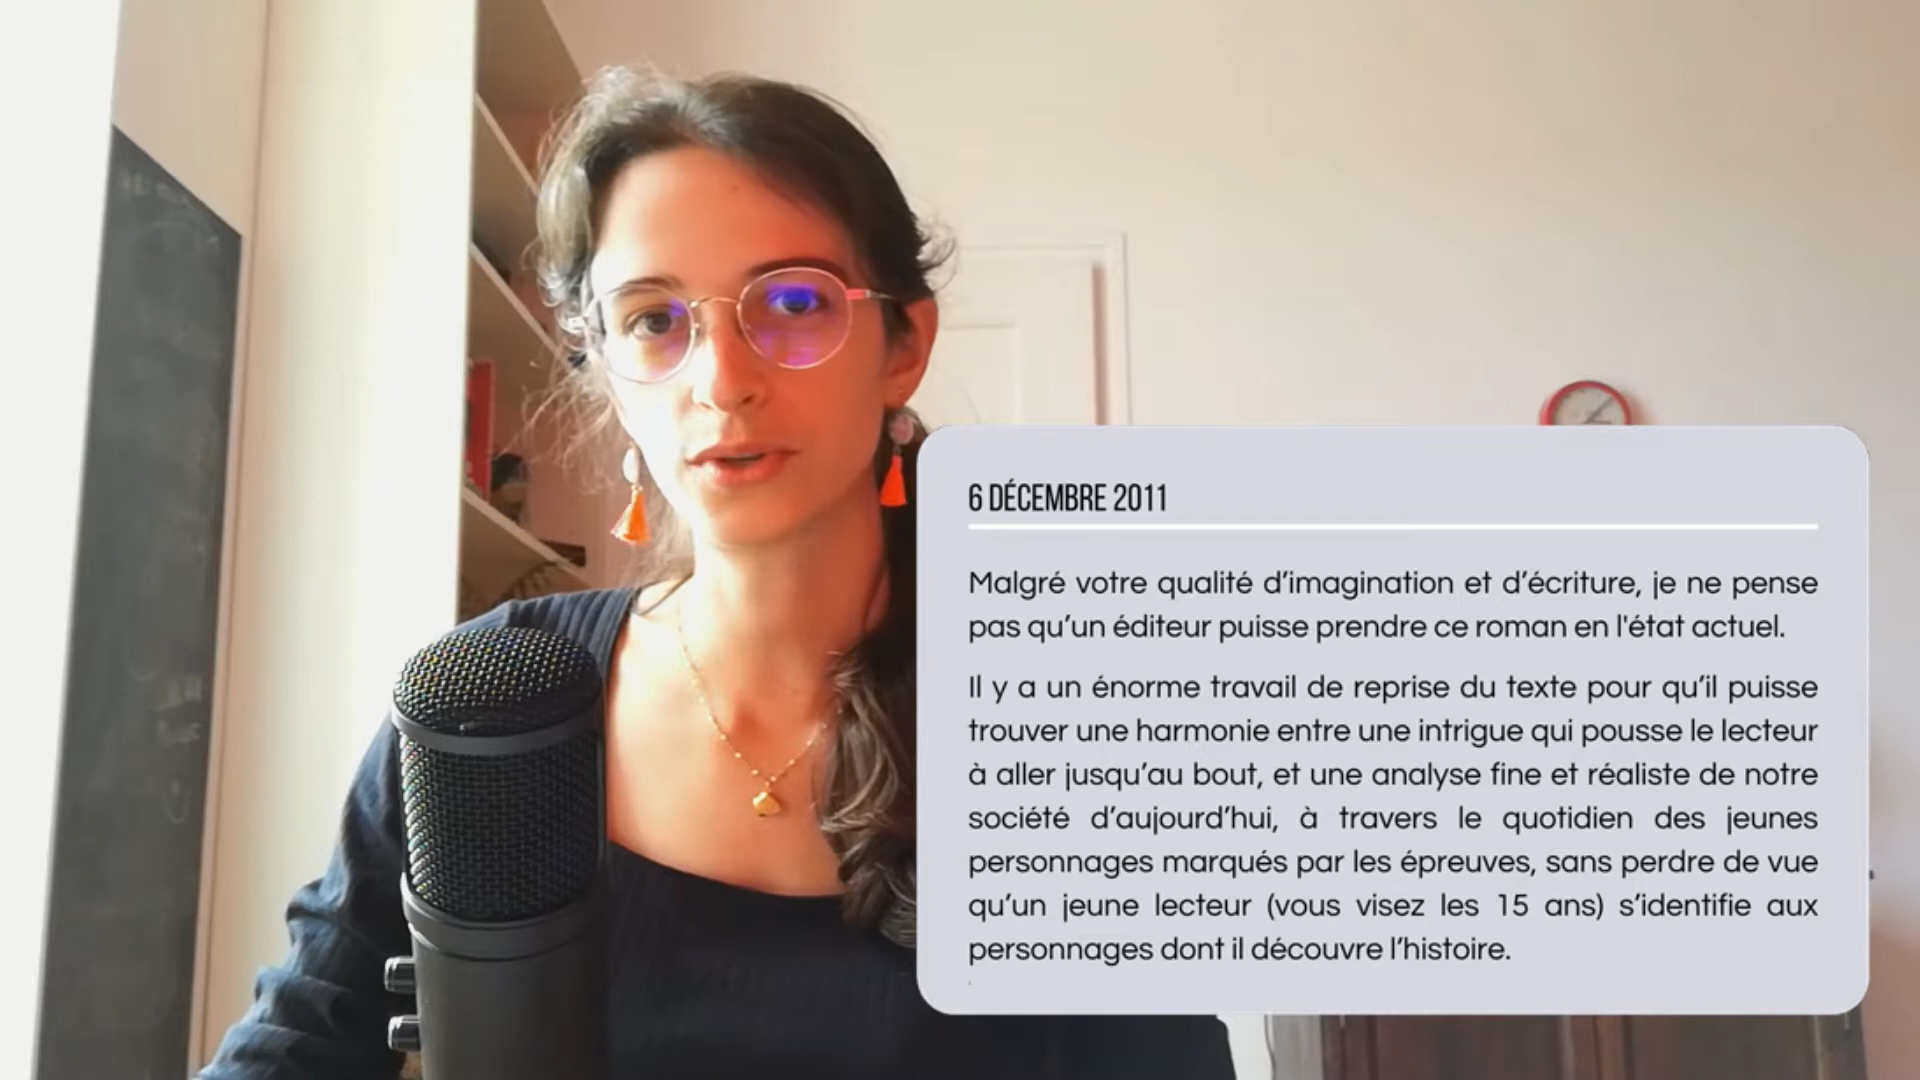 6 DÉCEMBRE 2011
Malgré votre qualité d’imagination et d’écriture, je ne pense
pas qu’un éditeur puisse prendre ce roman en l'état actuel.
Il y a un énorme travail de reprise du texte pour qu’il puisse
trouver une harmonie entre une intrigue qui pousse le lecteur
à aller jusqu’au bout, et une analyse fine et réaliste de notre
société d’aujourd’hui, à travers le quotidien des jeunes
personnages marqués par les épreuves, sans perdre de vue
qu’un jeune lecteur (vous visez les 15 ans) s’identifie aux
personnages dont il découvre l’histoire.